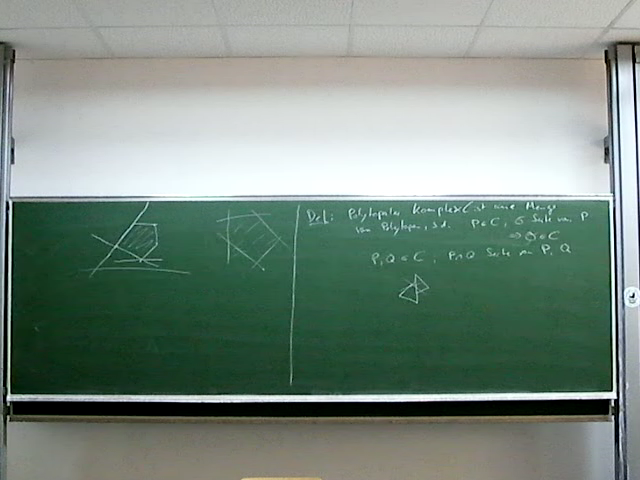 Def: Polytopaler Komplex C ist eine Menge
von Polytopen, s.d. P ∈ C, G Seite von P
⇒ G ∈ C
P, Q ∈ C, P ∩ Q Seite von P, Q